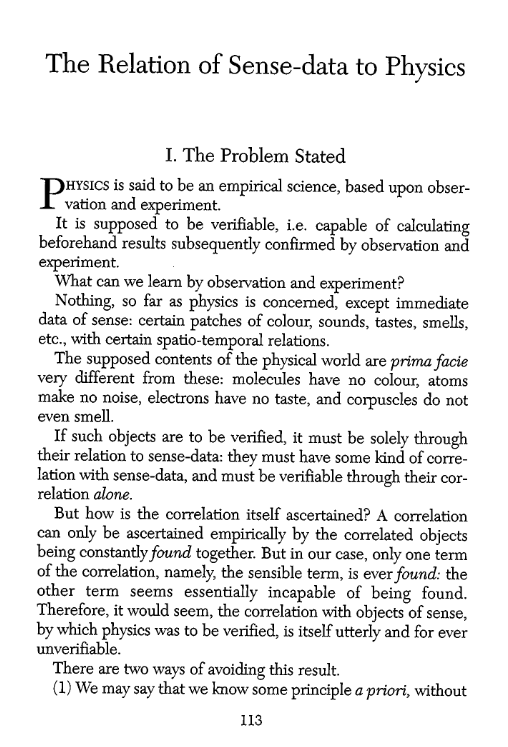 The Relation of Sense-data to Physics
I. The Problem Stated
PHYSICS is said to be an empirical science, based upon obser-
vation and experiment.
It is supposed to be verifiable, i.e. capable of calculating
beforehand results subsequently confirmed by observation and
experiment.
What can we learn by observation and experiment?
Nothing, so far as physics is concerned, except immediate
data of sense: certain patches of colour, sounds, tastes, smells,
etc., with certain spatio-temporal relations.
The supposed contents of the physical world are prima facie
very different from these: molecules have no colour, atoms
make no noise, electrons have no taste, and corpuscles do not
even smell.
If such objects are to be verified, it must be solely through
their relation to sense-data: they must have some kind of corre-
lation with sense-data, and must be verifiable through their cor-
relation alone.
But how is the correlation itself ascertained? A correlation
can only be ascertained empirically by the correlated objects
being constantly found together. But in our case, only one term
of the correlation, namely, the sensible term, is ever found: the
other term seems essentially incapable of being found.
Therefore, it would seem, the correlation with objects of sense,
by which physics was to be verified, is itself utterly and for ever
unverifiable.
There are two ways of avoiding this result.
(1) We may say that we know some principle a priori, without
113